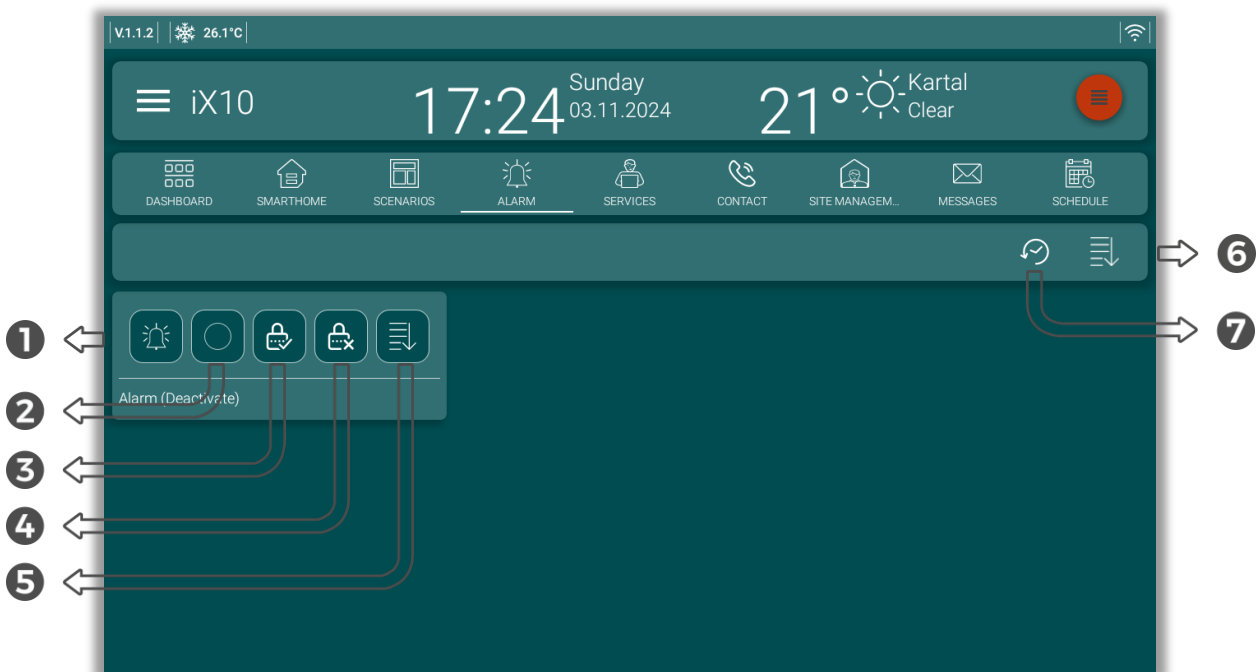 V.1.1.2 26.1°C
iX10
17:24
Sunday
03.11.2024
21°
Kartal
Clear
DASHBOARD SMARTHOME SCENARIOS ALARM SERVICES CONTACT SITE MANAGEM... MESSAGES SCHEDULE
6
7
1
Alarm (Deactivate)
2
3
4
5